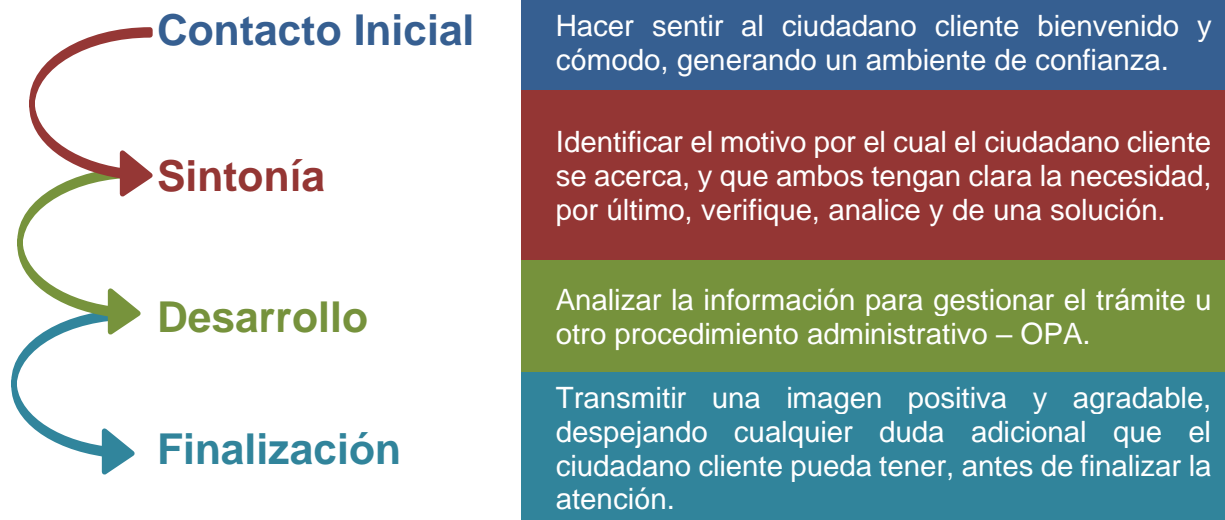 Contacto Inicial
Hacer sentir al ciudadano cliente bienvenido y
cómodo, generando un ambiente de confianza.
Sintonía
Identificar el motivo por el cual el ciudadano cliente
se acerca, y que ambos tengan clara la necesidad,
por último, verifique, analice y de una solución.
Desarrollo
Analizar la información para gestionar el trámite u
otro procedimiento administrativo – OPA.
Finalización
Transmitir una imagen positiva y agradable,
despejando cualquier duda adicional que el
ciudadano cliente pueda tener, antes de finalizar la
atención.